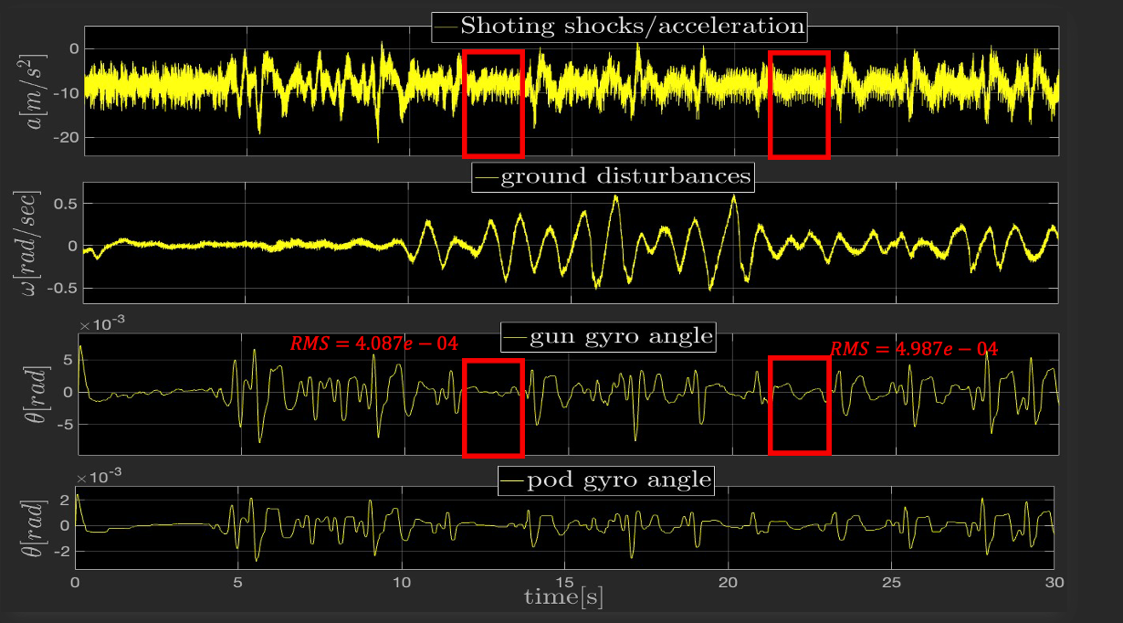 Shoting shocks/acceleration
a[m/s²]
0
-10
-20
ground disturbances
ω[rad/sec]
0.5
0
-0.5
×10⁻³
gun gyro angle
RMS = 4.087e − 04
RMS = 4.987e − 04
θ[rad]
5
0
-5
×10⁻³
pod gyro angle
θ[rad]
2
0
-2
0 5 10 15 20 25 30
time[s]